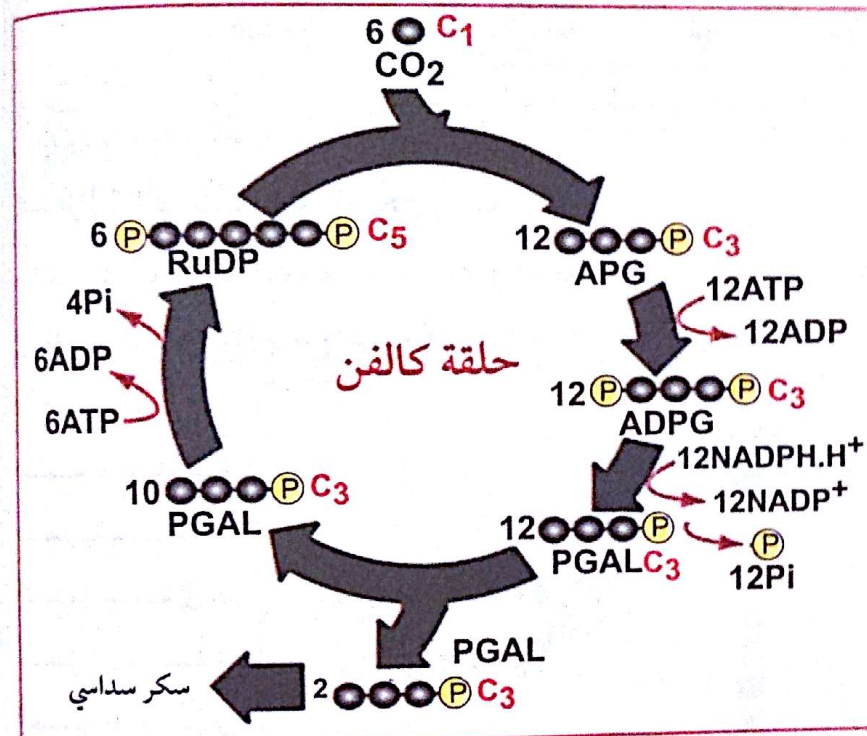 6 C1
CO2
6 P P C5
RuDP
12 P C3
APG
12ATP
12ADP
4Pi
6ADP
6ATP
حلقة كالفن
12 P P C3
ADPG
12NADPH.H+
12NADP+
10 P C3
PGAL
12 P
PGAL C3
P
12Pi
PGAL
2 P C3
سكر سداسي